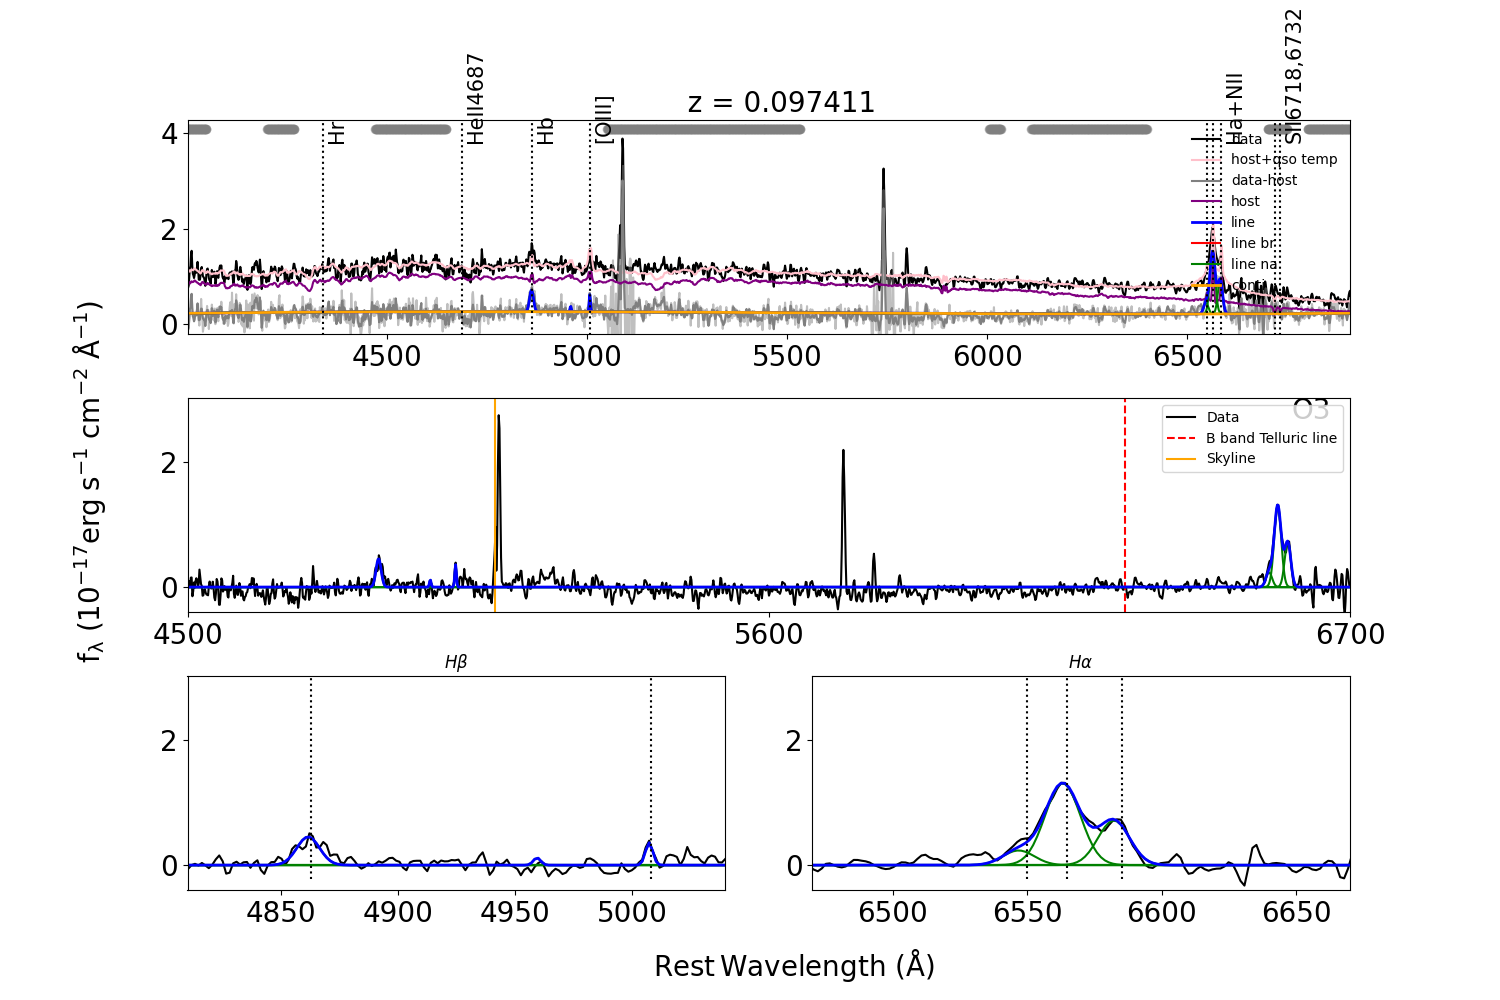 z = 0.097411
Hr
HeII4687
Hb
[OIII]
Ha+NII
SII6718,6732
4
2
0
data
host+qso temp
data-host
host
line
line br
line na
conti
4500
5000
5500
6000
6500
f_λ (10^−17 erg s^−1 cm^−2 Å^−1)
O3
Data
B band Telluric line
Skyline
2
0
4500
5600
6700
Hβ
2
0
4850
4900
4950
5000
Hα
2
0
6500
6550
6600
6650
Rest Wavelength (Å)